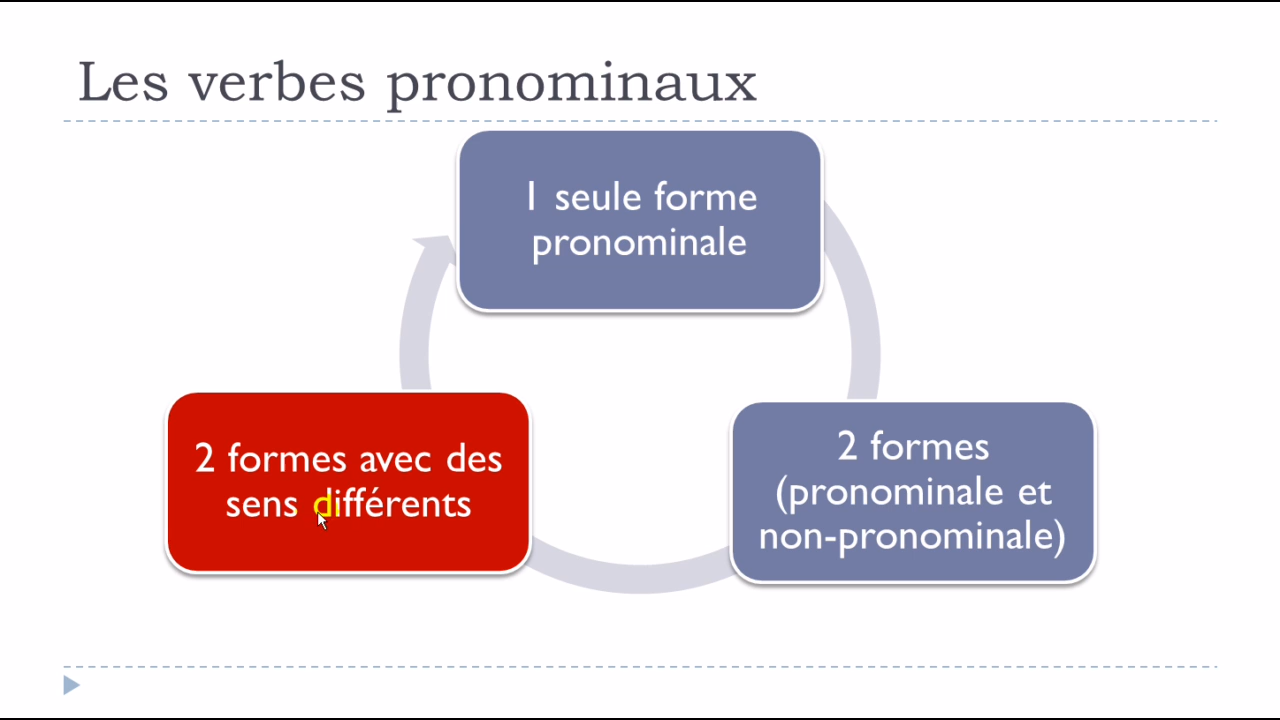 Les verbes pronominaux
1 seule forme
pronominale
2 formes avec des
sens différents
2 formes
(pronominale et
non-pronominale)